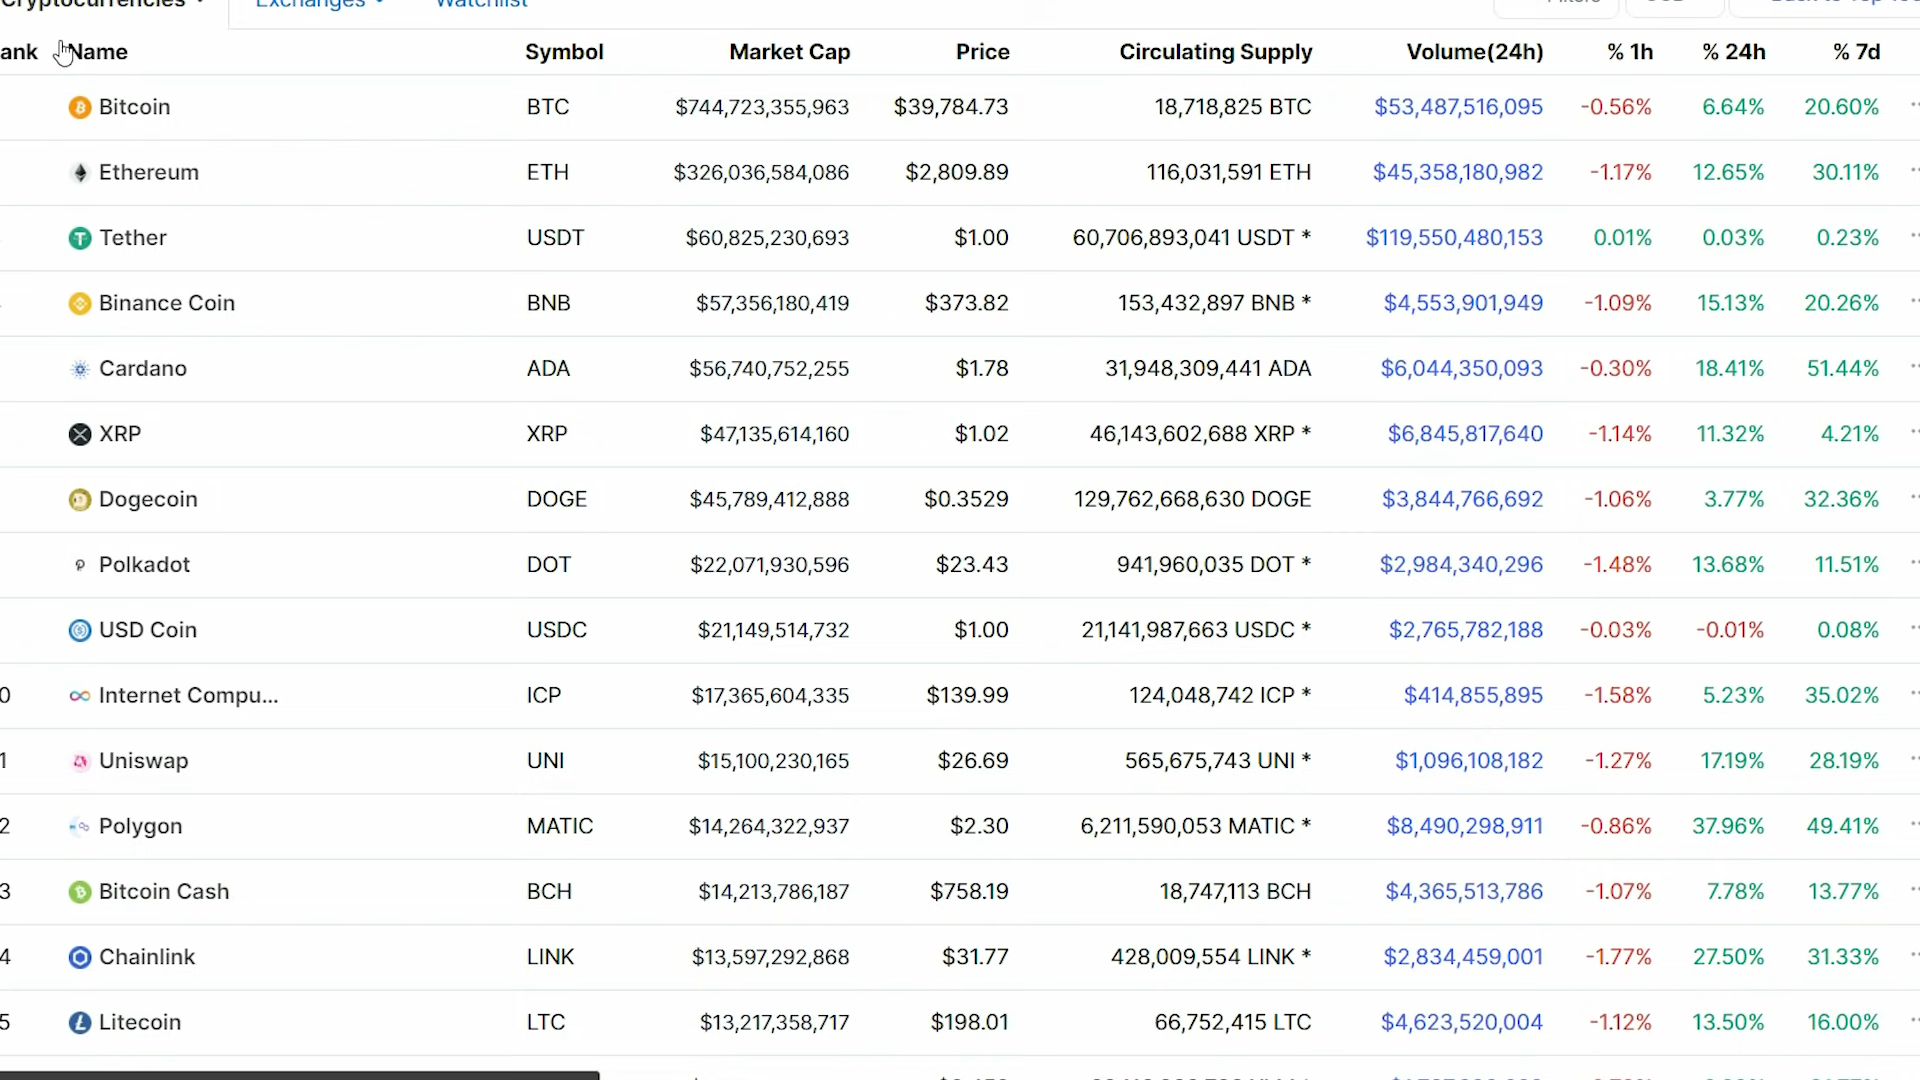 Cryptocurrencies Exchanges Watchlist Filters USD Back to Top 100
ank Name Symbol Market Cap Price Circulating Supply Volume(24h) % 1h % 24h % 7d
Bitcoin BTC $744,723,355,963 $39,784.73 18,718,825 BTC $53,487,516,095 -0.56% 6.64% 20.60%
Ethereum ETH $326,036,584,086 $2,809.89 116,031,591 ETH $45,358,180,982 -1.17% 12.65% 30.11%
Tether USDT $60,825,230,693 $1.00 60,706,893,041 USDT * $119,550,480,153 0.01% 0.03% 0.23%
Binance Coin BNB $57,356,180,419 $373.82 153,432,897 BNB * $4,553,901,949 -1.09% 15.13% 20.26%
Cardano ADA $56,740,752,255 $1.78 31,948,309,441 ADA $6,044,350,093 -0.30% 18.41% 51.44%
XRP XRP $47,135,614,160 $1.02 46,143,602,688 XRP * $6,845,817,640 -1.14% 11.32% 4.21%
Dogecoin DOGE $45,789,412,888 $0.3529 129,762,668,630 DOGE $3,844,766,692 -1.06% 3.77% 32.36%
Polkadot DOT $22,071,930,596 $23.43 941,960,035 DOT * $2,984,340,296 -1.48% 13.68% 11.51%
USD Coin USDC $21,149,514,732 $1.00 21,141,987,663 USDC * $2,765,782,188 -0.03% -0.01% 0.08%
0 Internet Compu... ICP $17,365,604,335 $139.99 124,048,742 ICP * $414,855,895 -1.58% 5.23% 35.02%
1 Uniswap UNI $15,100,230,165 $26.69 565,675,743 UNI * $1,096,108,182 -1.27% 17.19% 28.19%
2 Polygon MATIC $14,264,322,937 $2.30 6,211,590,053 MATIC * $8,490,298,911 -0.86% 37.96% 49.41%
3 Bitcoin Cash BCH $14,213,786,187 $758.19 18,747,113 BCH $4,365,513,786 -1.07% 7.78% 13.77%
4 Chainlink LINK $13,597,292,868 $31.77 428,009,554 LINK * $2,834,459,001 -1.77% 27.50% 31.33%
5 Litecoin LTC $13,217,358,717 $198.01 66,752,415 LTC $4,623,520,004 -1.12% 13.50% 16.00%